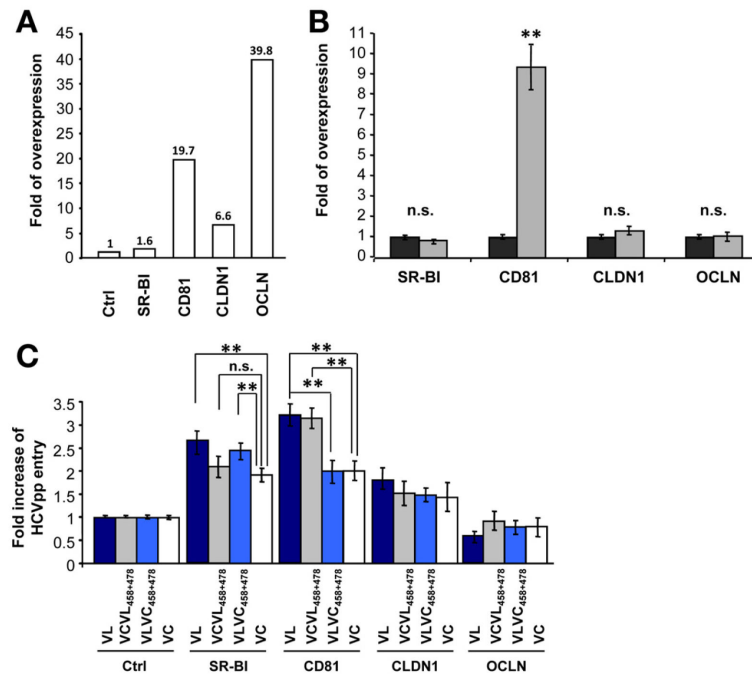 A
Fold of overexpression
45
40
35
30
25
20
15
10
5
0
1
1.6
19.7
6.6
39.8
Ctrl
SR-BI
CD81
CLDN1
OCLN
B
Fold of overexpression
11
10
9
8
7
6
5
4
3
2
1
0
n.s.
**
n.s.
n.s.
SR-BI
CD81
CLDN1
OCLN
C
Fold increase of
HCVpp entry
3.5
3
2.5
2
1.5
1
0.5
0
**
n.s.
**
**
**
**
VL
VCVL458+478
VLVC458+478
VC
VL
VCVL458+478
VLVC458+478
VC
VL
VCVL458+478
VLVC458+478
VC
VL
VCVL458+478
VLVC458+478
VC
VL
VCVL458+478
VLVC458+478
VC
Ctrl
SR-BI
CD81
CLDN1
OCLN